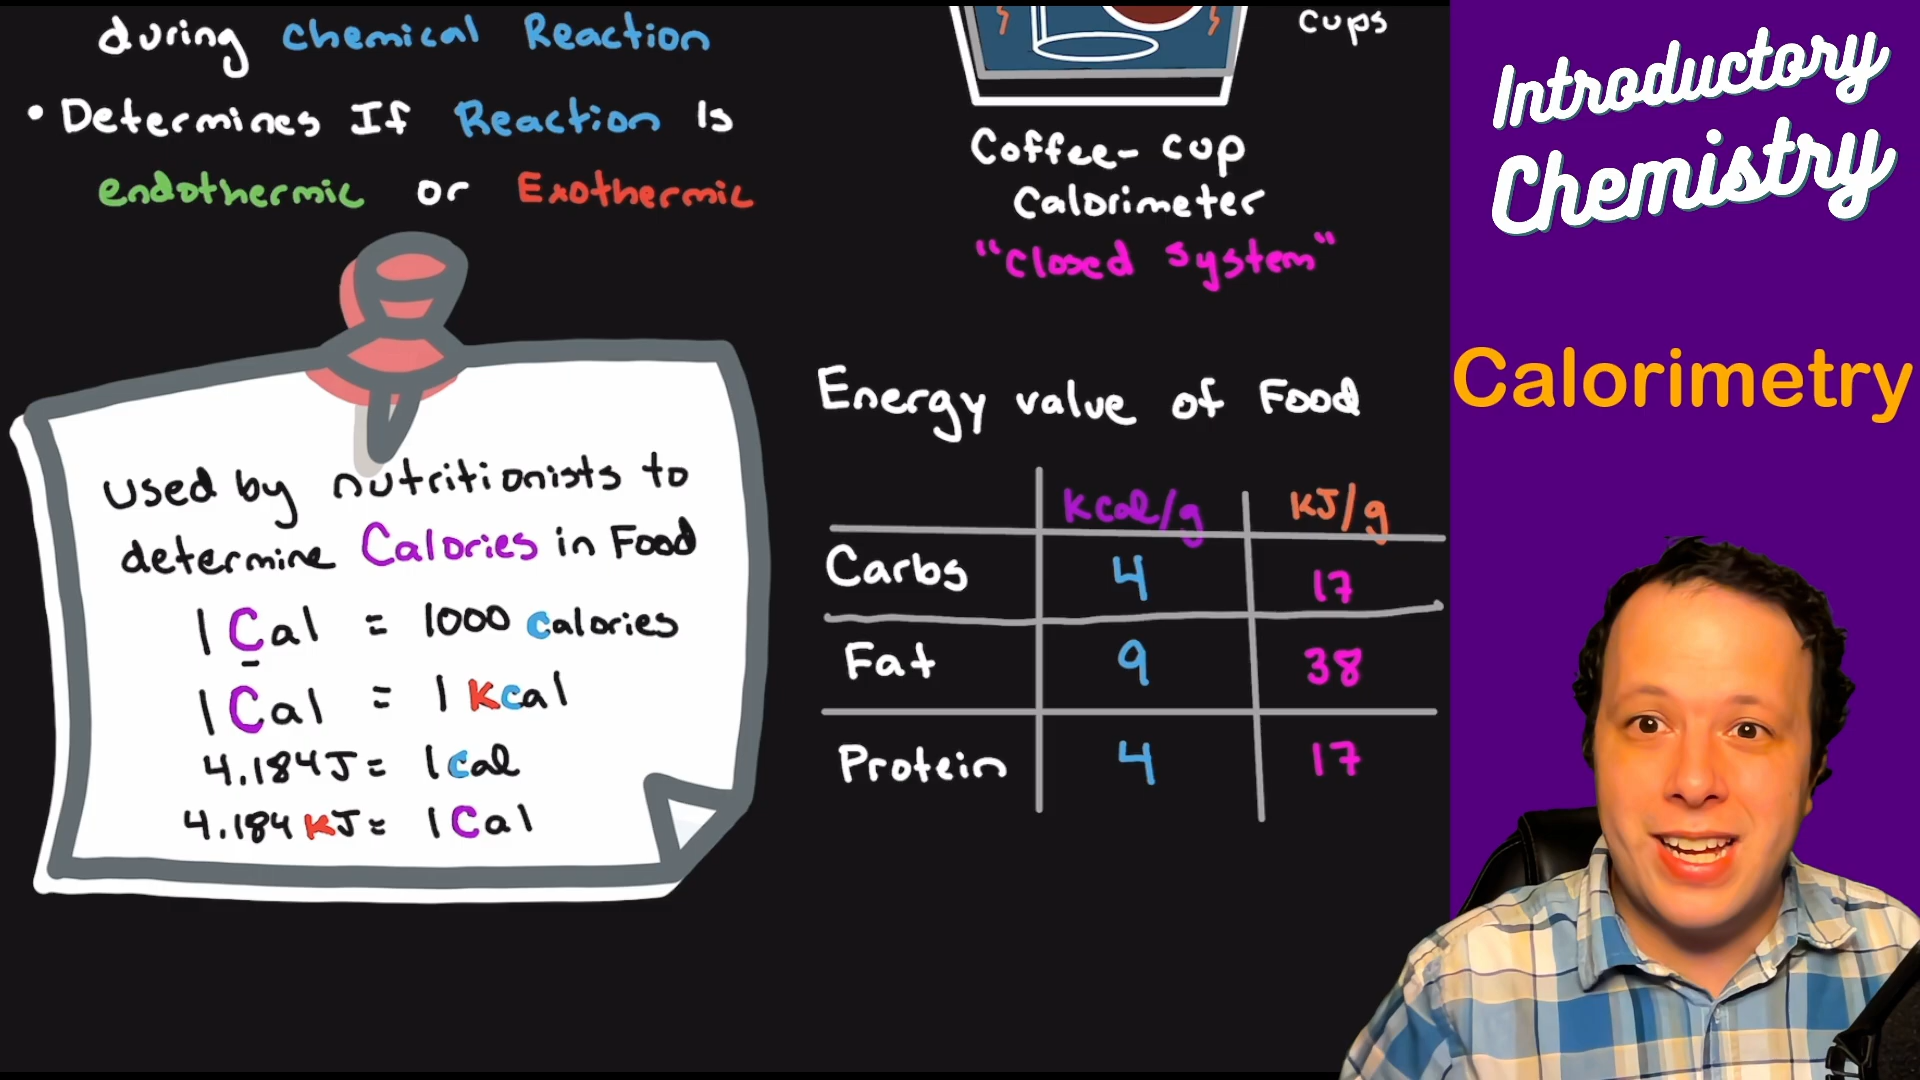 during chemical Reaction
• Determines If Reaction Is
endothermic or Exothermic
cups
Coffee-cup
Calorimeter
"Closed System"
used by nutritionists to
determine Calories in Food
1 Cal = 1000 calories
1 Cal = 1 kcal
4.184J = 1 cal
4.184 kJ = 1 Cal
Energy value of Food
kcal/g kJ/g
Carbs 4 17
Fat 9 38
Protein 4 17
Introductory
Chemistry
Calorimetry